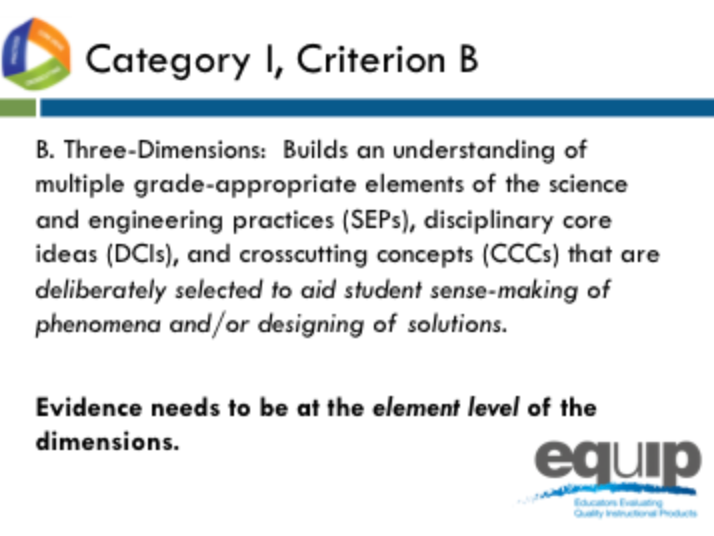 Category I, Criterion B
B. Three-Dimensions: Builds an understanding of
multiple grade-appropriate elements of the science
and engineering practices (SEPs), disciplinary core
ideas (DCIs), and crosscutting concepts (CCCs) that are
deliberately selected to aid student sense-making of
phenomena and/or designing of solutions.
Evidence needs to be at the element level of the
dimensions.
equip
Educators Evaluating
Quality Instructional Products